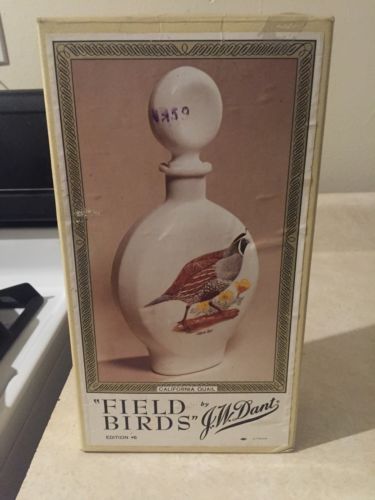 CALIFORNIA QUAIL
"FIELD
BIRDS"
by
J.W. Dant
EDITION #6